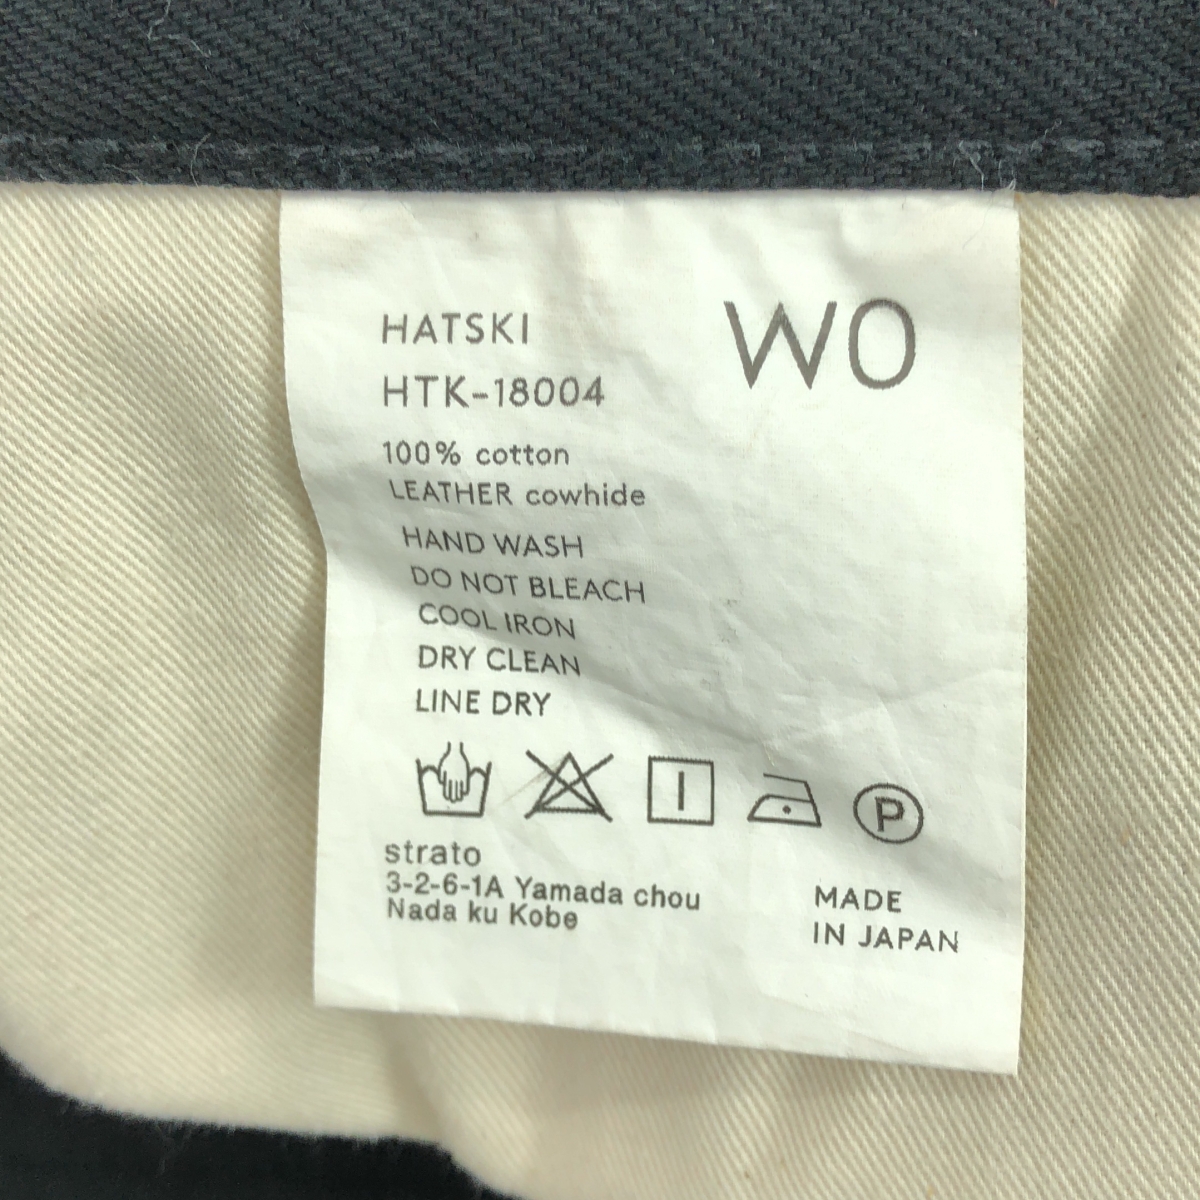 HATSKI
WO
HTK-18004
100% cotton
LEATHER cowhide
HAND WASH
DO NOT BLEACH
COOL IRON
DRY CLEAN
LINE DRY
P
strato
3-2-6-1A Yamada chou
Nada ku Kobe
MADE
IN JAPAN